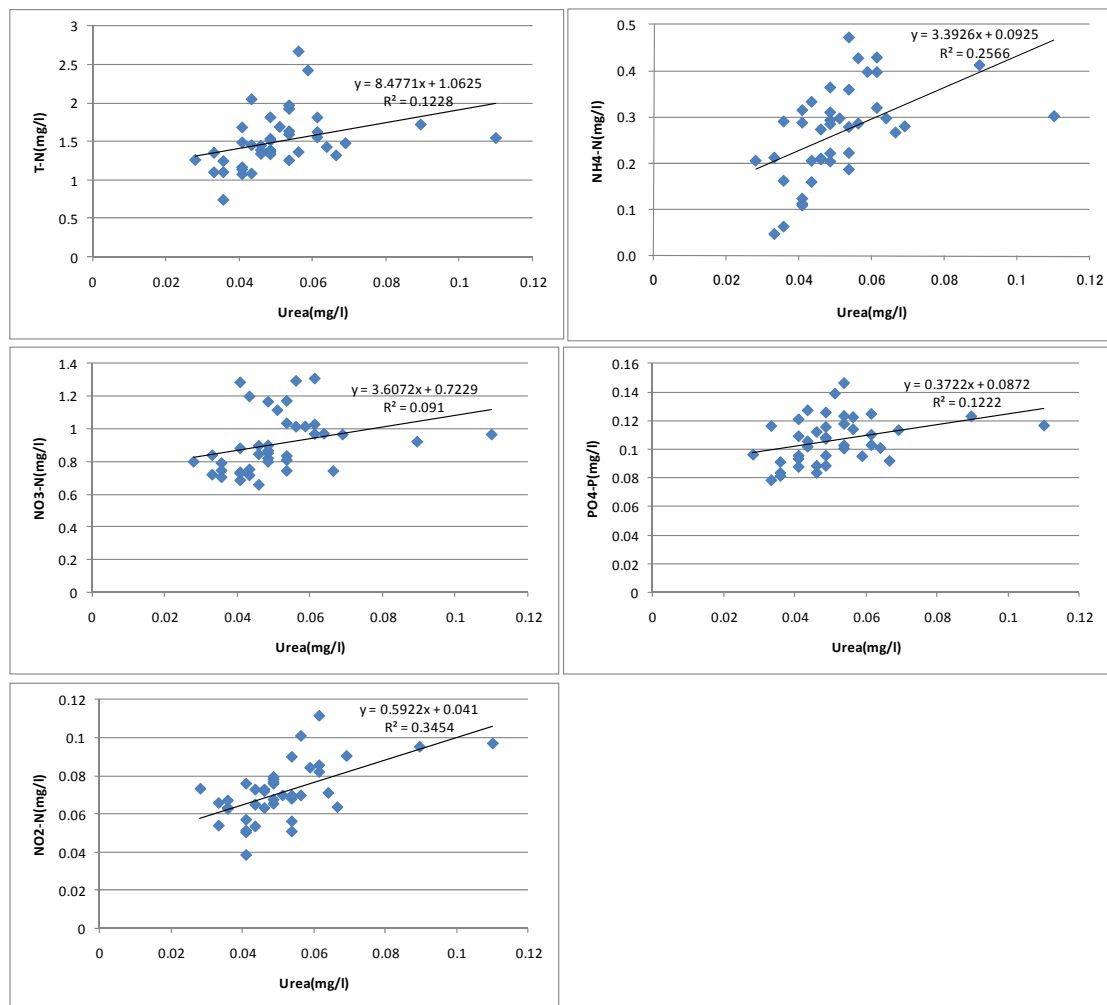 3
2.5
2
1.5
1
0.5
0
T-N(mg/l)
y = 8.4771x + 1.0625
R² = 0.1228
0 0.02 0.04 0.06 0.08 0.1 0.12
Urea(mg/l)
0.5
0.4
0.3
0.2
0.1
0.0
NH4-N(mg/l)
y = 3.3926x + 0.0925
R² = 0.2566
0 0.02 0.04 0.06 0.08 0.1 0.12
Urea(mg/l)
1.4
1.2
1
0.8
0.6
0.4
0.2
0
NO3-N(mg/l)
y = 3.6072x + 0.7229
R² = 0.091
0 0.02 0.04 0.06 0.08 0.1 0.12
Urea(mg/l)
0.16
0.14
0.12
0.1
0.08
0.06
0.04
0.02
0
PO4-P(mg/l)
y = 0.3722x + 0.0872
R² = 0.1222
0 0.02 0.04 0.06 0.08 0.1 0.12
Urea(mg/l)
0.12
0.1
0.08
0.06
0.04
0.02
0
NO2-N(mg/l)
y = 0.5922x + 0.041
R² = 0.3454
0 0.02 0.04 0.06 0.08 0.1 0.12
Urea(mg/l)